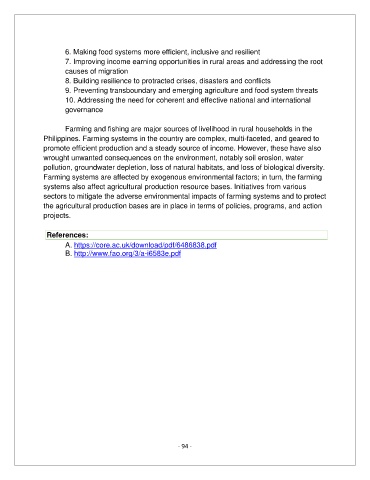 6. Making food systems more efficient, inclusive and resilient
7. Improving income earning opportunities in rural areas and addressing the root
causes of migration
8. Building resilience to protracted crises, disasters and conflicts
9. Preventing transboundary and emerging agriculture and food system threats
10. Addressing the need for coherent and effective national and international
governance
Farming and fishing are major sources of livelihood in rural households in the
Philippines. Farming systems in the country are complex, multi-faceted, and geared to
promote efficient production and a steady source of income. However, these have also
wrought unwanted consequences on the environment, notably soil erosion, water
pollution, groundwater depletion, loss of natural habitats, and loss of biological diversity.
Farming systems are affected by exogenous environmental factors; in turn, the farming
systems also affect agricultural production resource bases. Initiatives from various
sectors to mitigate the adverse environmental impacts of farming systems and to protect
the agricultural production bases are in place in terms of policies, programs, and action
projects.
References:
A. https://core.ac.uk/download/pdf/6486838.pdf
B. http://www.fao.org/3/a-i6583e.pdf
- 94 -